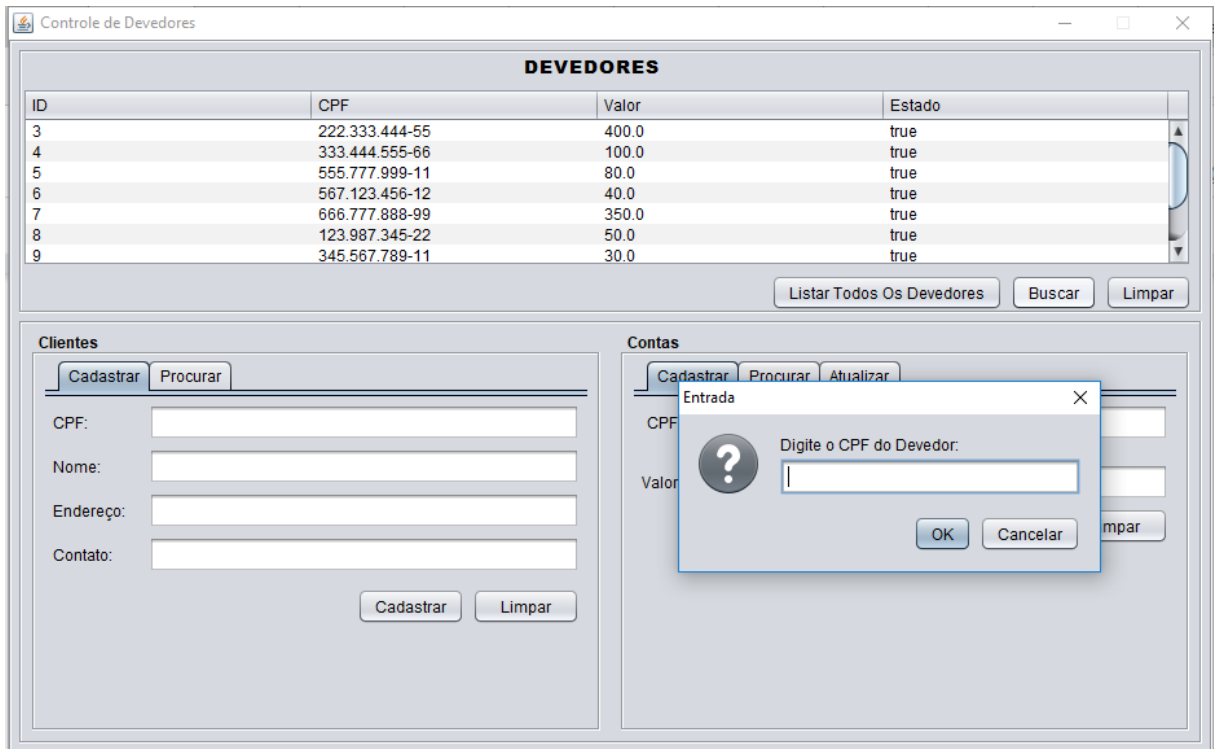 Controle de Devedores
DEVEDORES
ID CPF Valor Estado
3 222.333.444-55 400.0 true
4 333.444.555-66 100.0 true
5 555.777.999-11 80.0 true
6 567.123.456-12 40.0 true
7 666.777.888-99 350.0 true
8 123.987.345-22 50.0 true
9 345.567.789-11 30.0 true
Listar Todos Os Devedores Buscar Limpar
Clientes
Cadastrar Procurar
CPF:
Nome:
Endereço:
Contato:
Cadastrar Limpar
Contas
Cadastrar Procurar Atualizar
CPF
Valor
mpar
Entrada
Digite o CPF do Devedor:
OK Cancelar